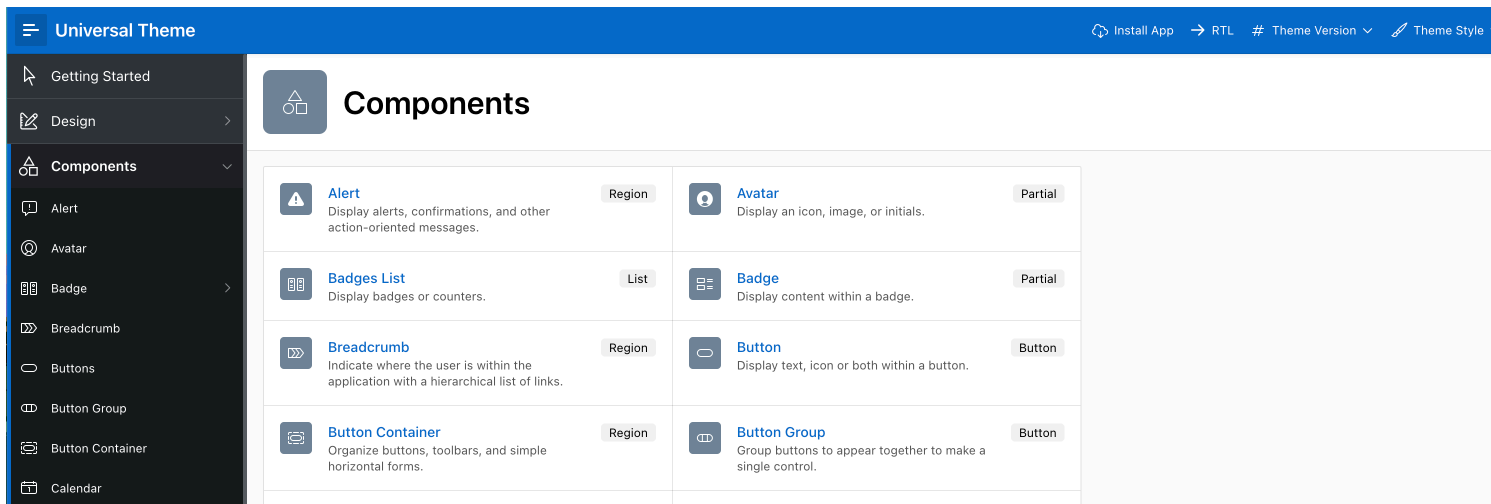 Universal Theme
Install App
RTL
# Theme Version
Theme Style
Getting Started
Design
Components
Alert
Avatar
Badge
Breadcrumb
Buttons
Button Group
Button Container
Calendar
Components
Alert
Region
Display alerts, confirmations, and other
action-oriented messages.
Avatar
Partial
Display an icon, image, or initials.
Badges List
List
Display badges or counters.
Badge
Partial
Display content within a badge.
Breadcrumb
Region
Indicate where the user is within the
application with a hierarchical list of links.
Button
Button
Display text, icon or both within a button.
Button Container
Region
Organize buttons, toolbars, and simple
horizontal forms.
Button Group
Button
Group buttons to appear together to make a
single control.